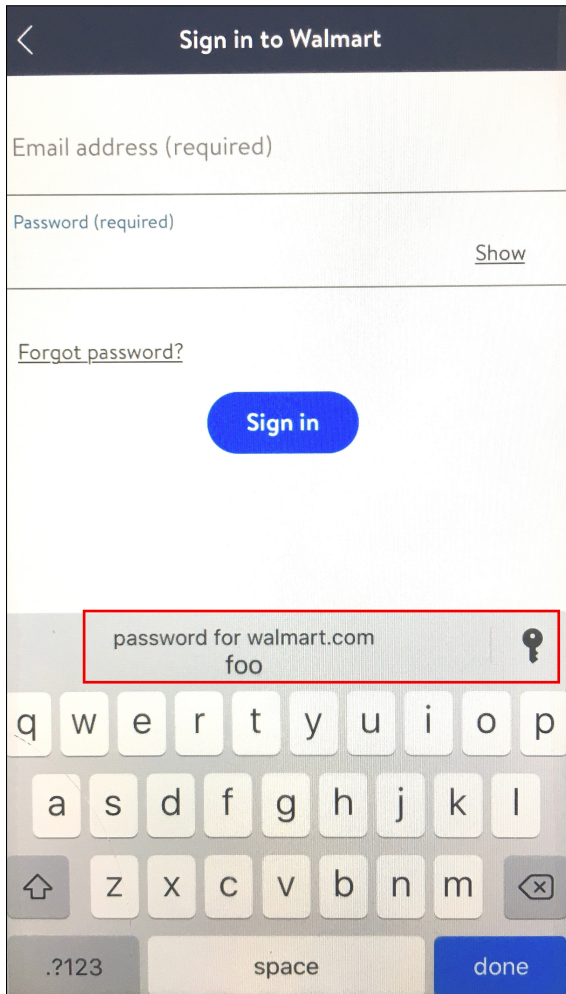 Sign in to Walmart
Email address (required)
Password (required)
Show
Forgot password?
Sign in
password for walmart.com
foo
q w e r t y u i o p
a s d f g h j k l
z x c v b n m
.?123 space done